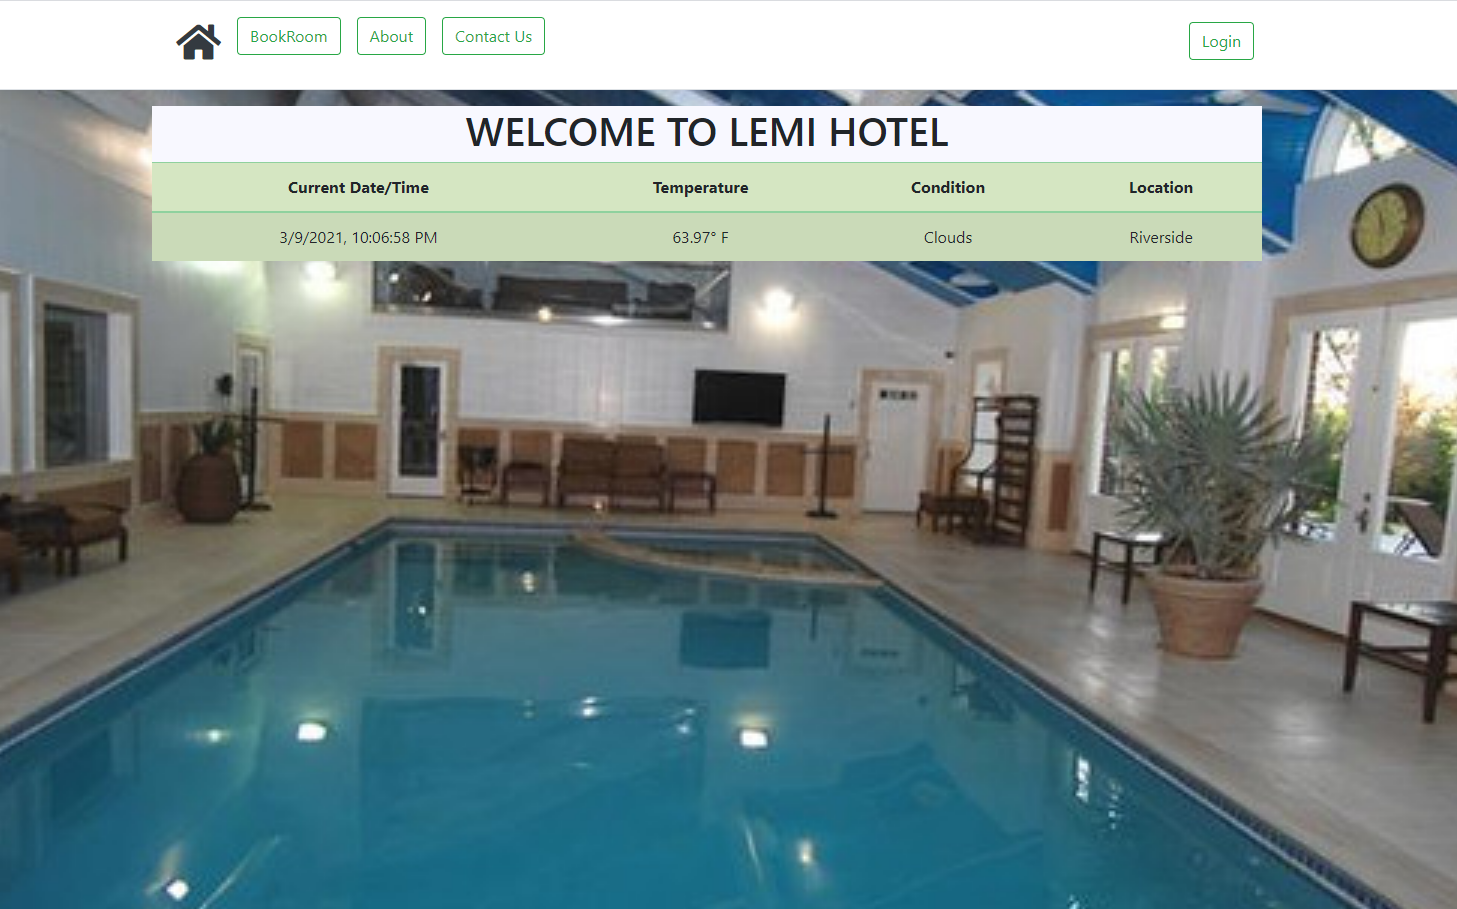 BookRoom About Contact Us Login
WELCOME TO LEMI HOTEL
Current Date/Time Temperature Condition Location
3/9/2021, 10:06:58 PM 63.97° F Clouds Riverside